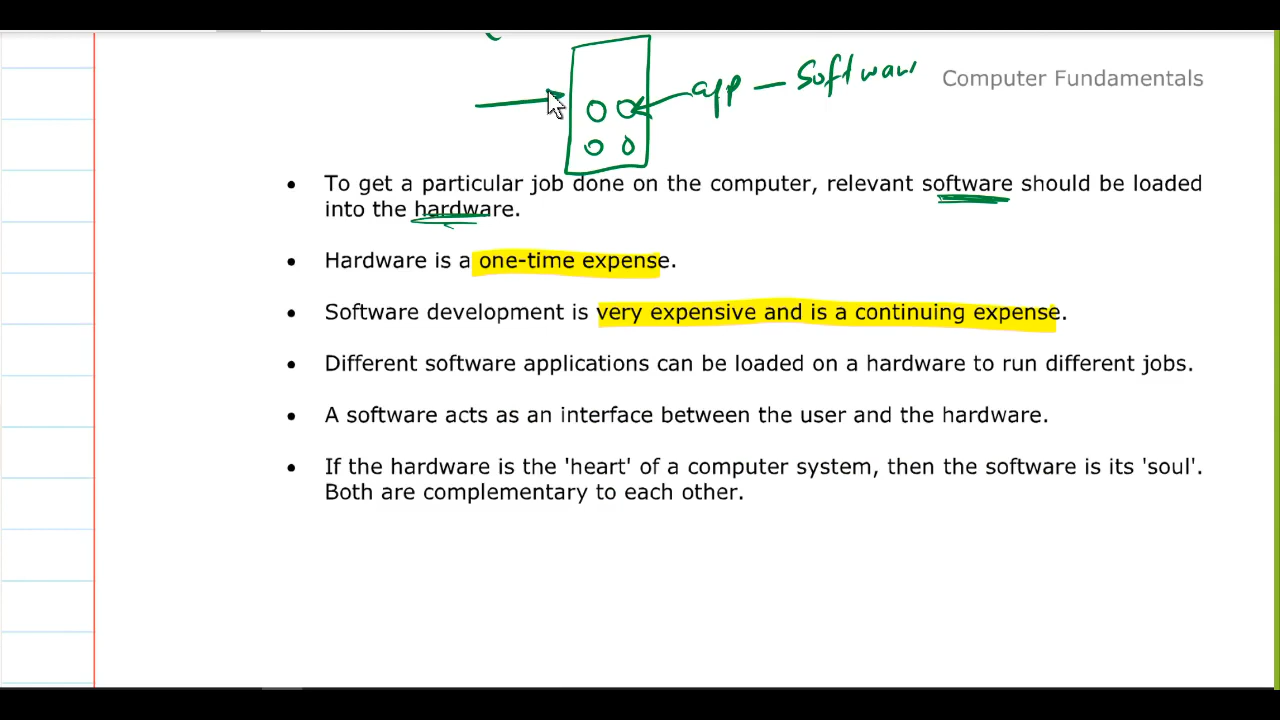 app — Software
Computer Fundamentals
• To get a particular job done on the computer, relevant software should be loaded
into the hardware.
• Hardware is a one-time expense.
• Software development is very expensive and is a continuing expense.
• Different software applications can be loaded on a hardware to run different jobs.
• A software acts as an interface between the user and the hardware.
• If the hardware is the 'heart' of a computer system, then the software is its 'soul'.
Both are complementary to each other.